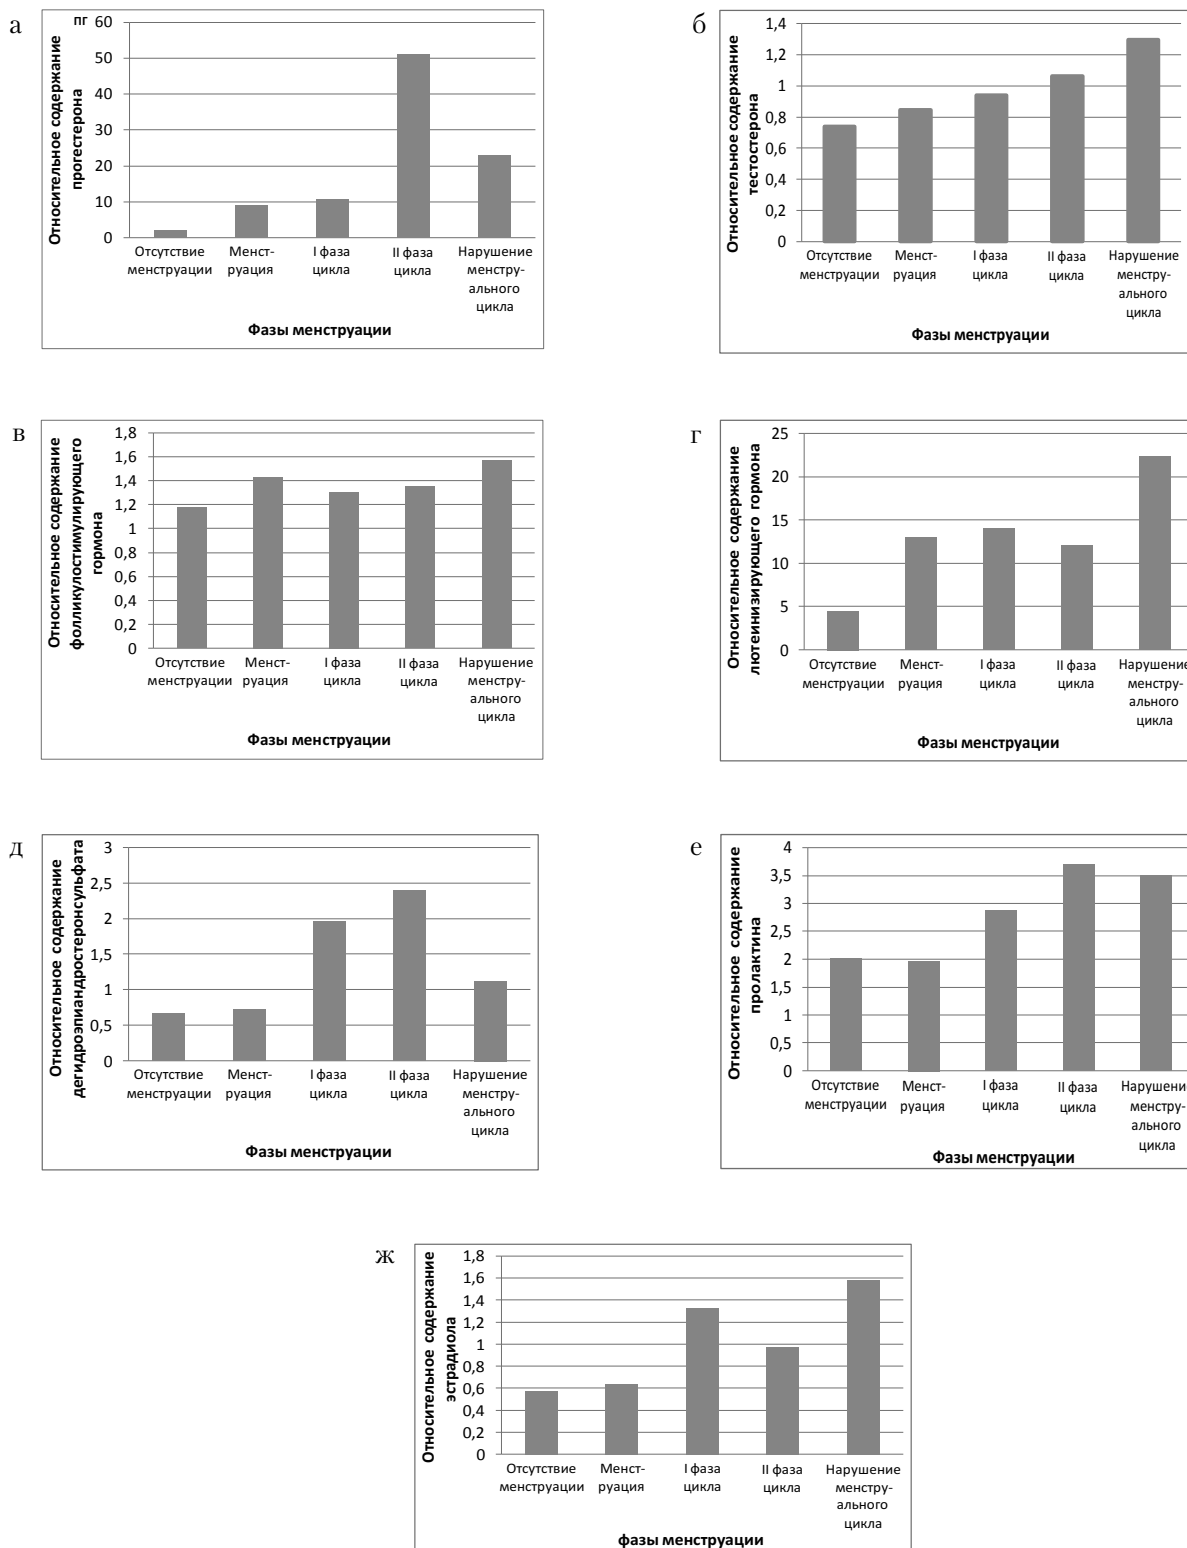 а
Относительное содержание
прогестерона
пг
60
50
40
30
20
10
0
Отсутствие
менструации
Менст-
руация
I фаза
цикла
II фаза
цикла
Нарушение
менстру-
ального
цикла
Фазы менструации
б
Относительное содержание
тестостерона
1,4
1,2
1
0,8
0,6
0,4
0,2
0
Отсутствие
менструации
Менст-
руация
I фаза
цикла
II фаза
цикла
Нарушение
менстру-
ального
цикла
Фазы менструации
в
Относительное содержание
фолликулостимулирующего
гормона
1,8
1,6
1,4
1,2
1
0,8
0,6
0,4
0,2
0
Отсутствие
менструации
Менст-
руация
I фаза
цикла
II фаза
цикла
Нарушение
менстру-
ального
цикла
Фазы менструации
г
Относительное содержание
лютеинизирующего гормона
25
20
15
10
5
0
Отсутствие
менструации
Менст-
руация
I фаза
цикла
II фаза
цикла
Нарушение
менстру-
ального
цикла
Фазы менструации
д
Относительное содержание
дегидроэпиандростеронсульфата
3
2,5
2
1,5
1
0,5
0
Отсутствие
менструации
Менст-
руация
I фаза
цикла
II фаза
цикла
Нарушение
менстру-
ального
цикла
Фазы менструации
е
Относительное содержание
пролактина
4
3,5
3
2,5
2
1,5
1
0,5
0
Отсутствие
менструации
Менст-
руация
I фаза
цикла
II фаза
цикла
Нарушение
менстру-
ального
цикла
Фазы менструации
ж
Относительное содержание
эстрадиола
1,8
1,6
1,4
1,2
1
0,8
0,6
0,4
0,2
0
Отсутствие
менструации
Менст-
руация
I фаза
цикла
II фаза
цикла
Нарушение
менстру-
ального
цикла
фазы менструации